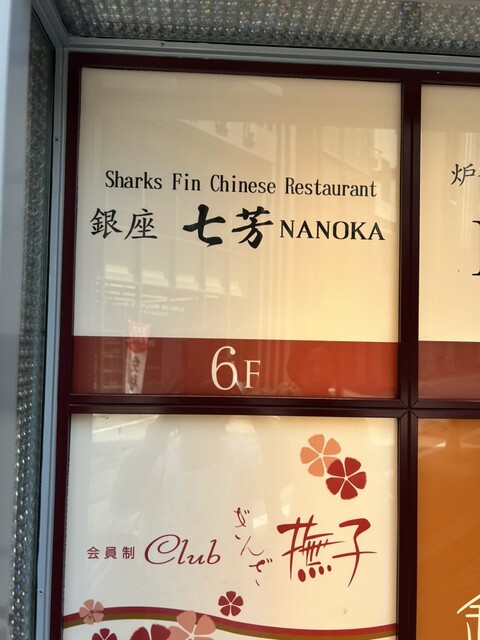 Sharks Fin Chinese Restaurant
銀座 七芳 NANOKA
6F
会員制 Club ぎんざ 撫子
炉